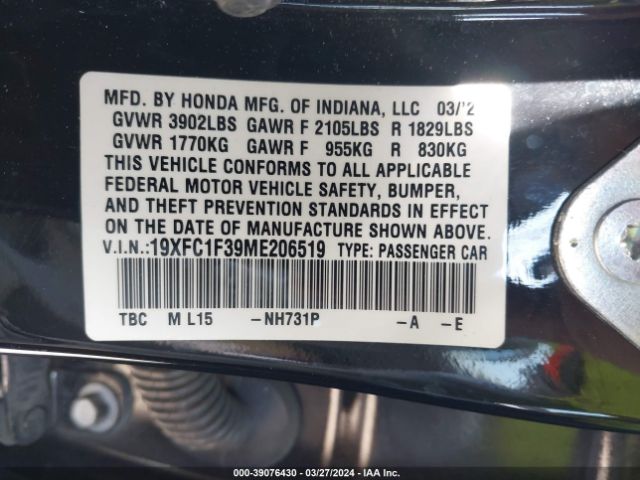 MFD. BY HONDA MFG. OF INDIANA, LLC 03/'2
GVWR 3902LBS GAWR F 2105LBS R 1829LBS
GVWR 1770KG GAWR F 955KG R 830KG
THIS VEHICLE CONFORMS TO ALL APPLICABLE
FEDERAL MOTOR VEHICLE SAFETY, BUMPER,
AND THEFT PREVENTION STANDARDS IN EFFECT
ON THE DATE OF MANUFACTURE SHOWN ABOVE.
V.I.N.:19XFC1F39ME206519 TYPE: PASSENGER CAR
TBC M L15 -NH731P -A -E
000-39076430 - 03/27/2024 - IAA Inc.